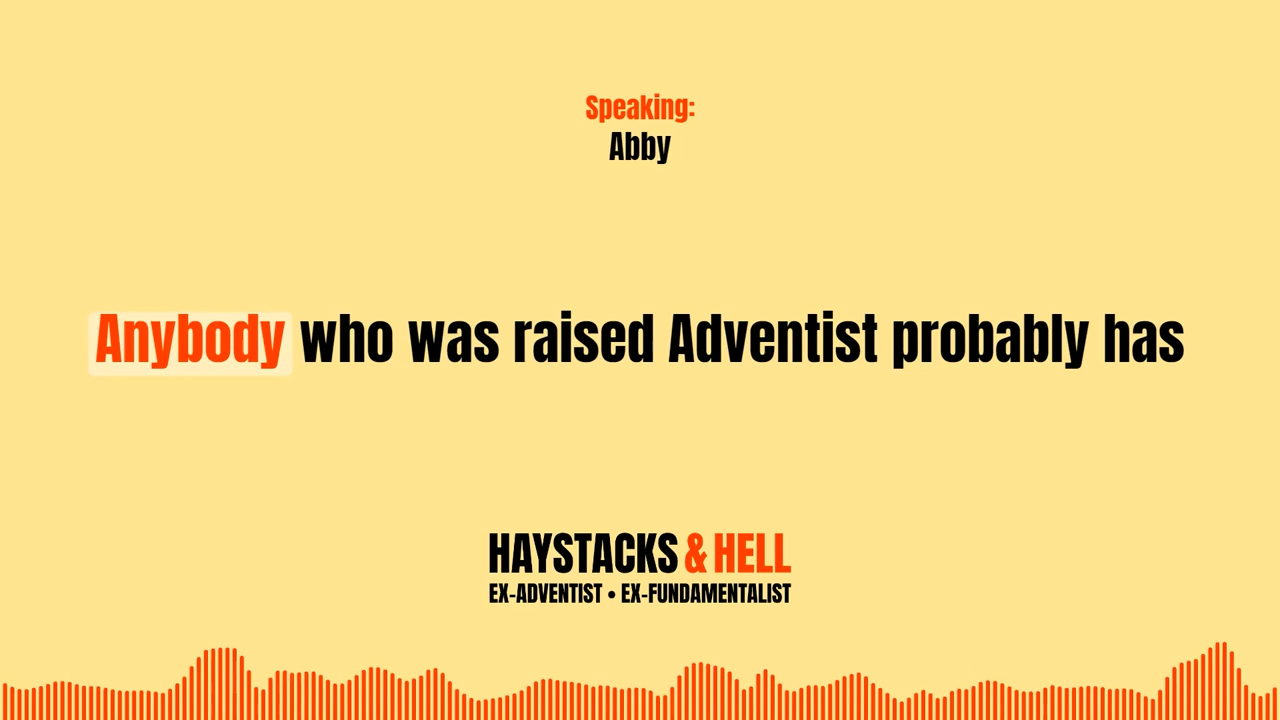 Speaking:
Abby
Anybody who was raised Adventist probably has
HAYSTACKS & HELL
EX-ADVENTIST • EX-FUNDAMENTALIST